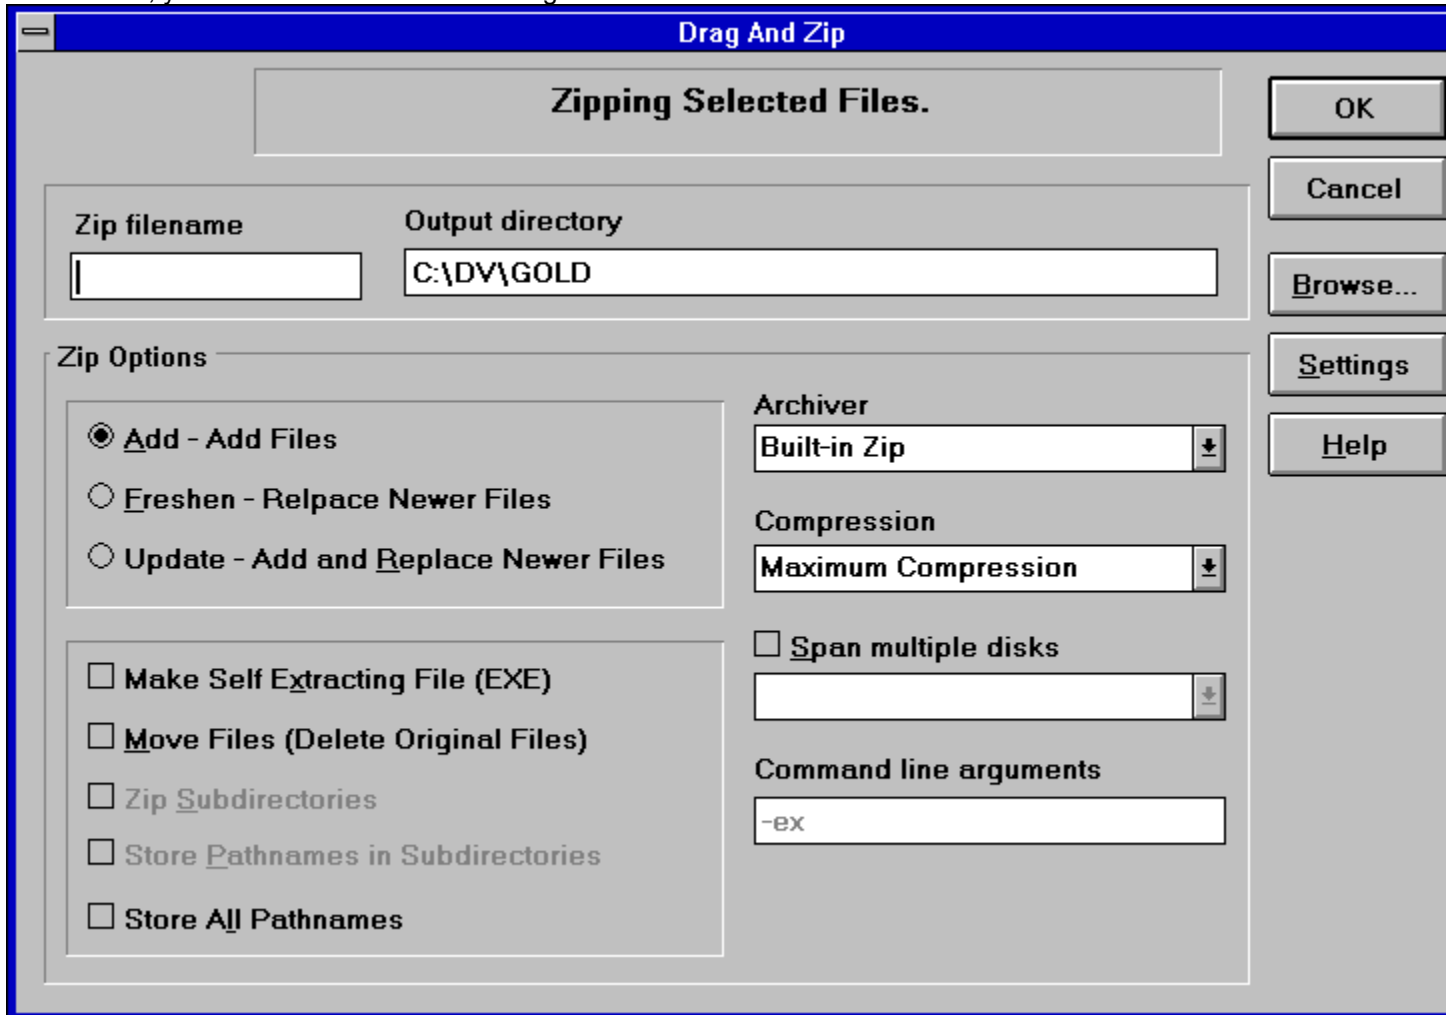 Drag And Zip
Zipping Selected Files.
OK
Cancel
Zip filename
Output directory
C:\DV\GOLD
Browse...
Settings
Help
Zip Options
Add - Add Files
Freshen - Relpace Newer Files
Update - Add and Replace Newer Files
Archiver
Built-in Zip
Compression
Maximum Compression
Make Self Extracting File (EXE)
Move Files (Delete Original Files)
Zip Subdirectories
Store Pathnames in Subdirectories
Store All Pathnames
Span multiple disks
Command line arguments
-ex